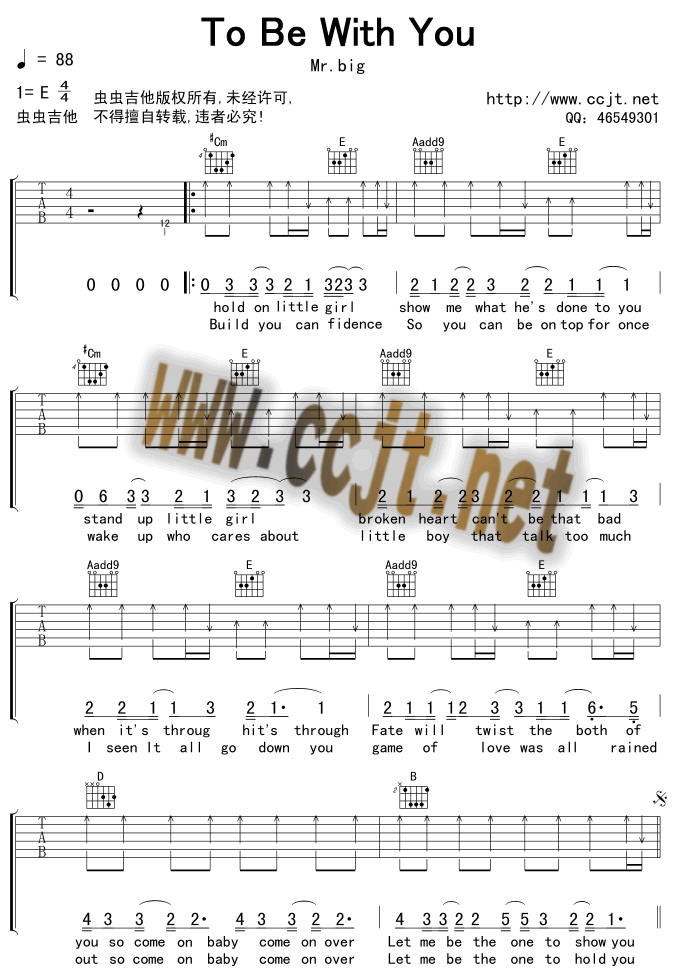 To Be With You
♩ = 88
Mr.big
1= E 4/4
虫虫吉他版权所有,未经许可,
http://www.ccjt.net
虫虫吉他 不得擅自转载,违者必究!
QQ: 46549301
#Cm E Aadd9 E
4
T A B
4 4
12
0 0 0 0 0 3 3 3 2 1 3 2 3 3 3 2 1 2 2 3 2 2 1 1 1
hold on little girl show me what he's done to you
Build you can fidence So you can be on top for once
#Cm E Aadd9 E
4
www.ccjt.net
0 6 3 3 2 1 3 2 3 3 2 1 2 2 3 2 2 1 1 1 3
stand up little girl broken heart can't be that bad
wake up who cares about little boy that talk too much
Aadd9 E Aadd9 E
T A B
2 2 1 1 1 3 2 1· 1 2 1 1 1 2 3 3 1 1 6· 5
when it's throug hit's through Fate will twist the both of
I seen It all go down you game of love was all rained
D B
2
T A B
4 3 3 2 2· 4 3 3 2 2· 4 3 3 2 2 5 5 3 2 2 1·
you so come on baby come on over Let me be the one to show you
out so come on baby come on over Let me be the one to hold you